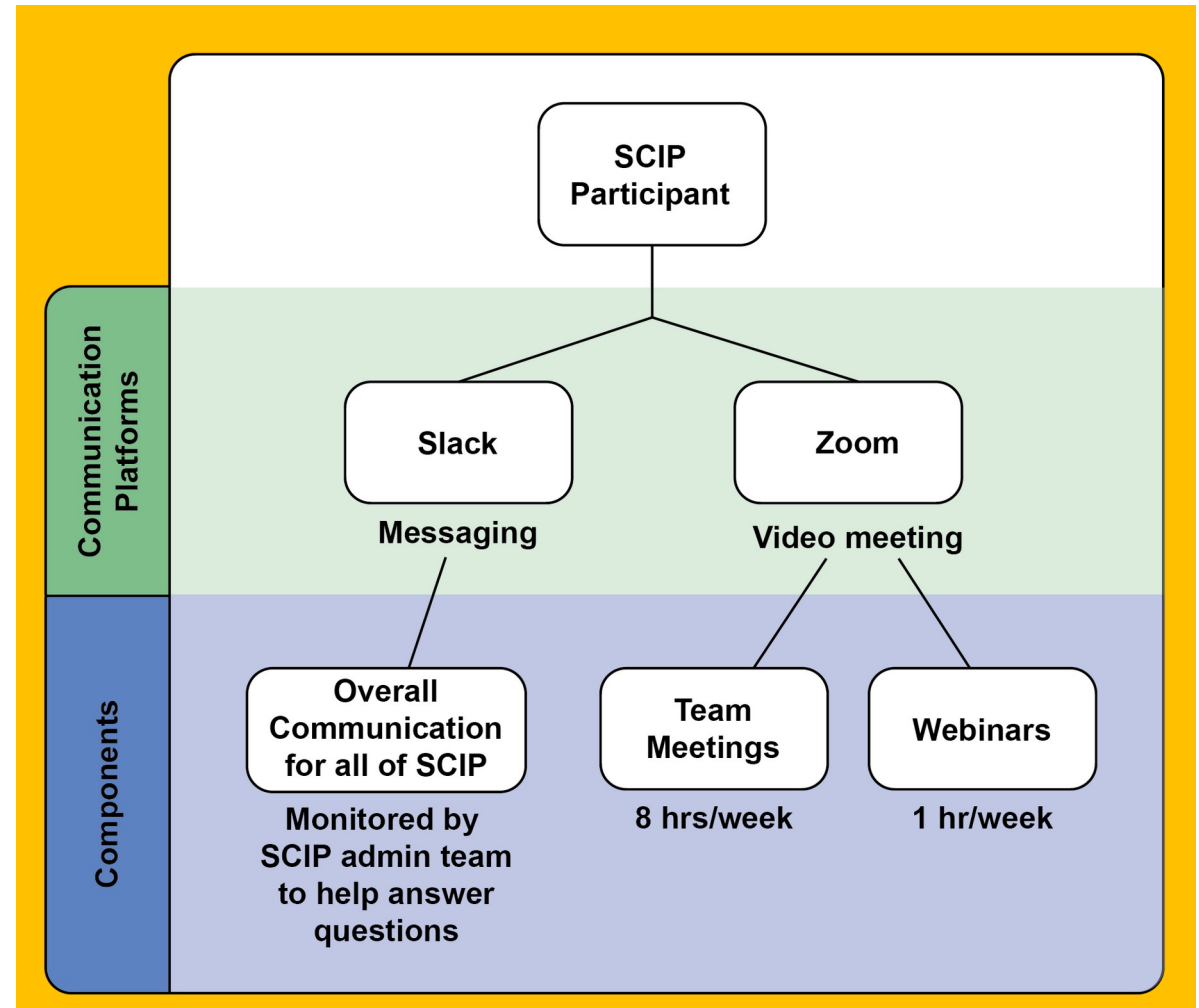 SCIP
Participant
Communication
Platforms
Slack
Zoom
Messaging
Video meeting
Components
Overall
Communication
for all of SCIP
Team
Meetings
Webinars
Monitored by
SCIP admin team
to help answer
questions
8 hrs/week
1 hr/week